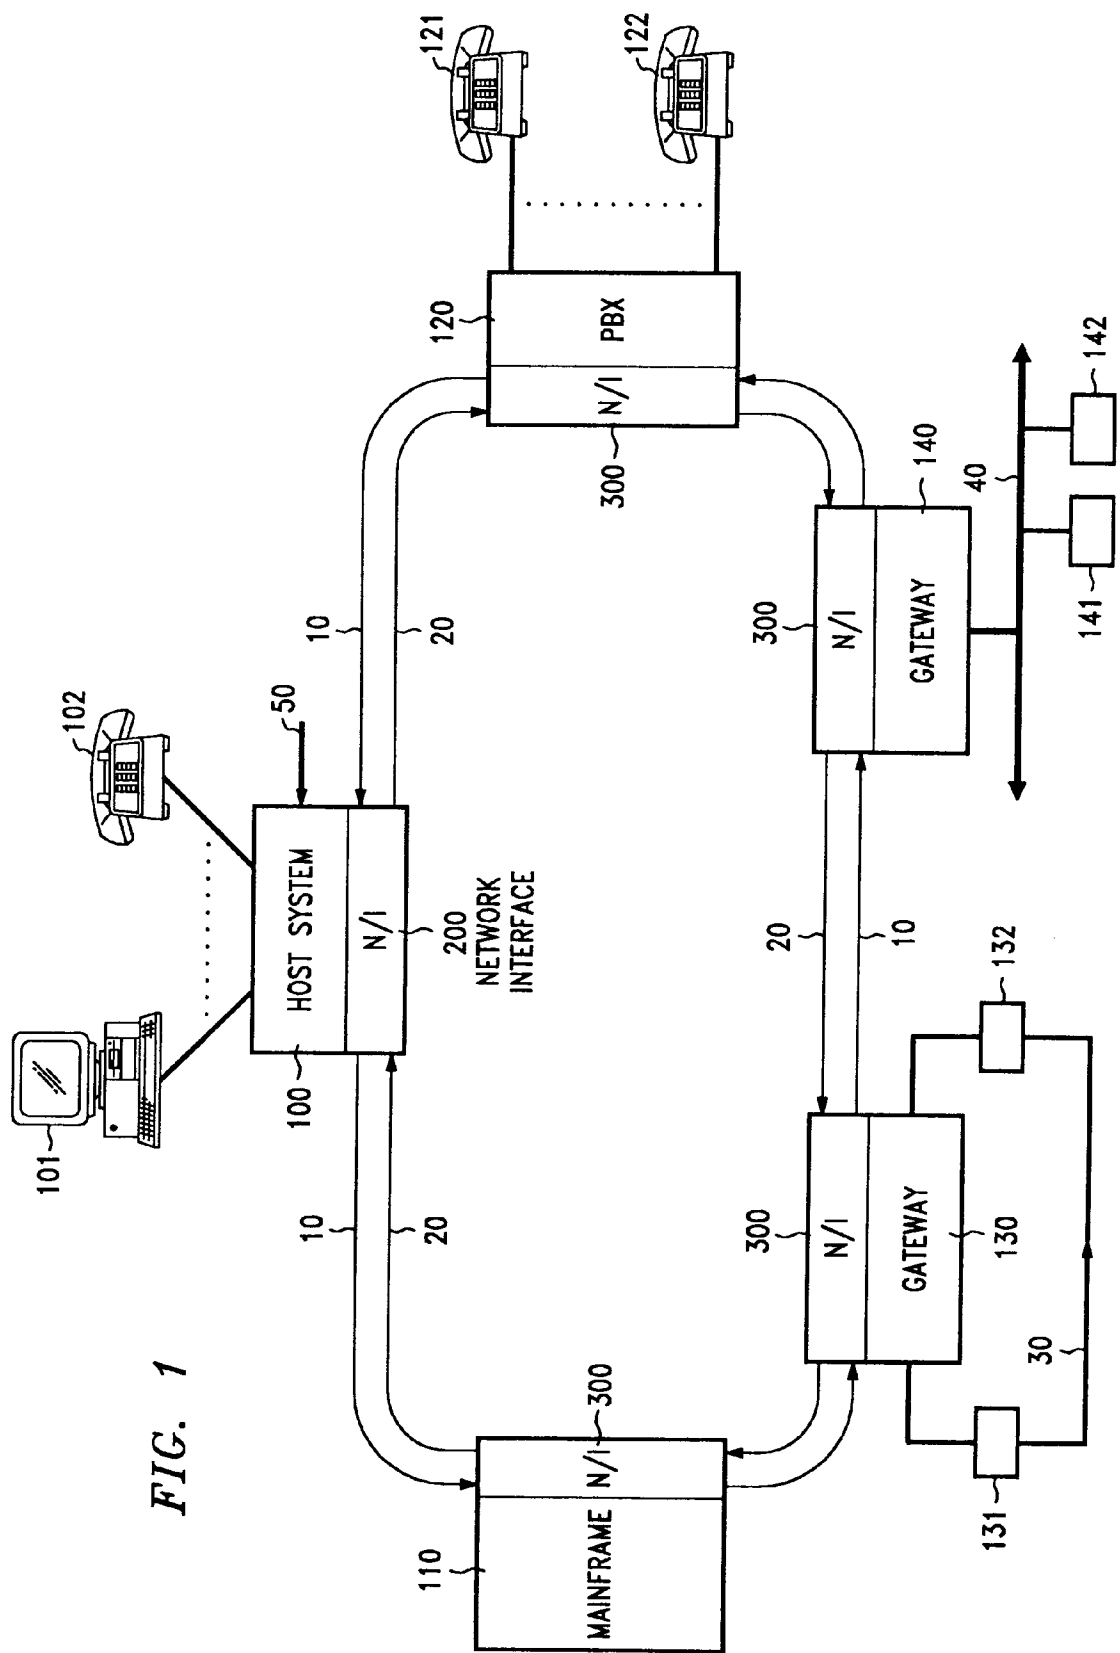 FIG. 1
101
102
100
HOST SYSTEM
50
N/I
200
NETWORK
INTERFACE
10
20
10
20
110
MAINFRAME
N/I
300
120
PBX
N/I
300
121
122
300
N/I
GATEWAY
130
131
132
30
20
10
300
N/I
GATEWAY
140
40
141
142